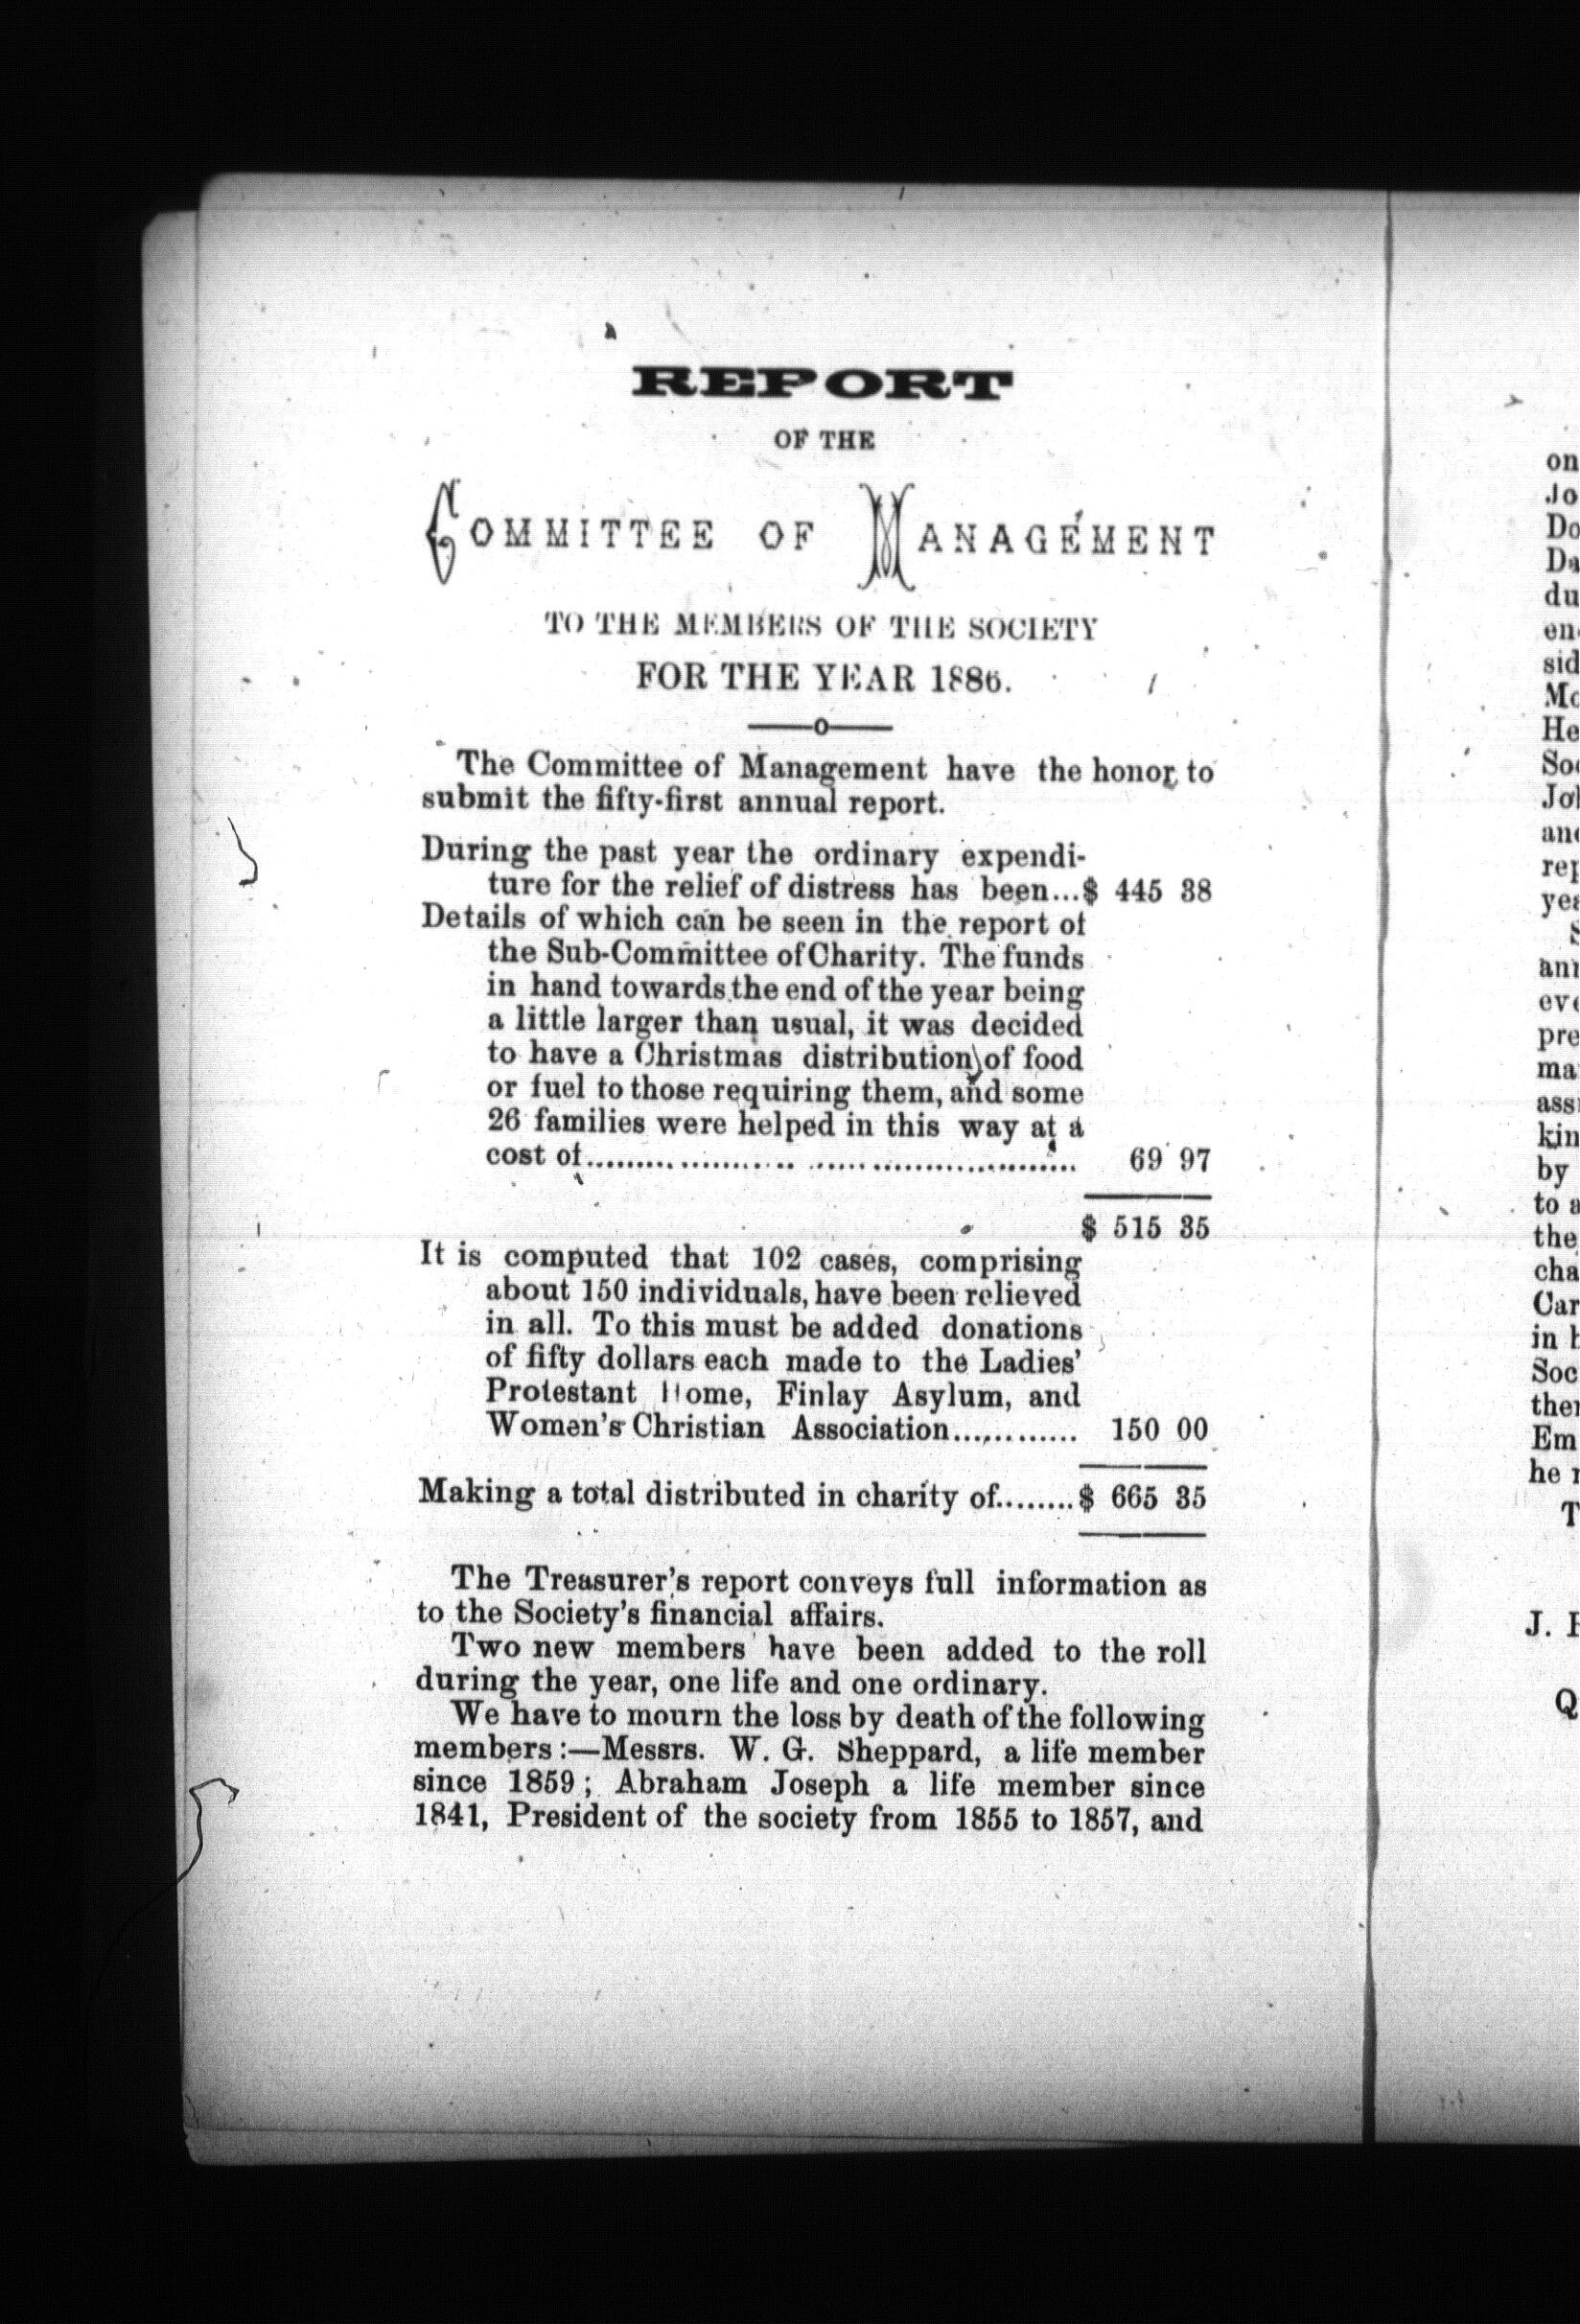 REPORT
OF THE
COMMITTEE OF MANAGEMENT
TO THE MEMBERS OF THE SOCIETY
FOR THE YEAR 1886.
—o—
The Committee of Management have the honor to
submit the fifty-first annual report.
During the past year the ordinary expendi-
ture for the relief of distress has been...$ 445 38
Details of which can be seen in the report of
the Sub-Committee of Charity. The funds
in hand towards the end of the year being
a little larger than usual, it was decided
to have a Christmas distribution of food
or fuel to those requiring them, and some
26 families were helped in this way at a
cost of.................................................. 69 97
$ 515 35
It is computed that 102 cases, comprising
about 150 individuals, have been relieved
in all. To this must be added donations
of fifty dollars each made to the Ladies'
Protestant Home, Finlay Asylum, and
Women's Christian Association............ 150 00
Making a total distributed in charity of........$ 665 35
The Treasurer's report conveys full information as
to the Society's financial affairs.
Two new members have been added to the roll
during the year, one life and one ordinary.
We have to mourn the loss by death of the following
members :—Messrs. W. G. Sheppard, a life member
since 1859 ; Abraham Joseph a life member since
1841, President of the society from 1855 to 1857, and